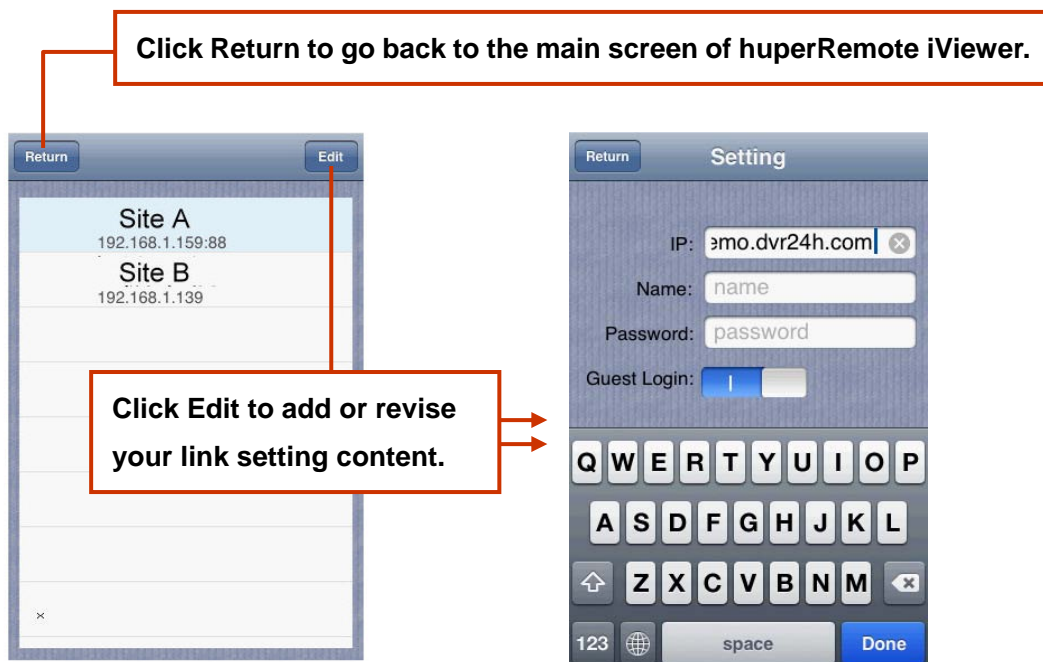 Click Return to go back to the main screen of huperRemote iViewer.
Return
Edit
Site A
192.168.1.159:88
Site B
192.168.1.139
Click Edit to add or revise
your link setting content.
Return Setting
IP: emo.dvr24h.com
Name: name
Password: password
Guest Login:
Q W E R T Y U I O P
A S D F G H J K L
Z X C V B N M
123 space Done